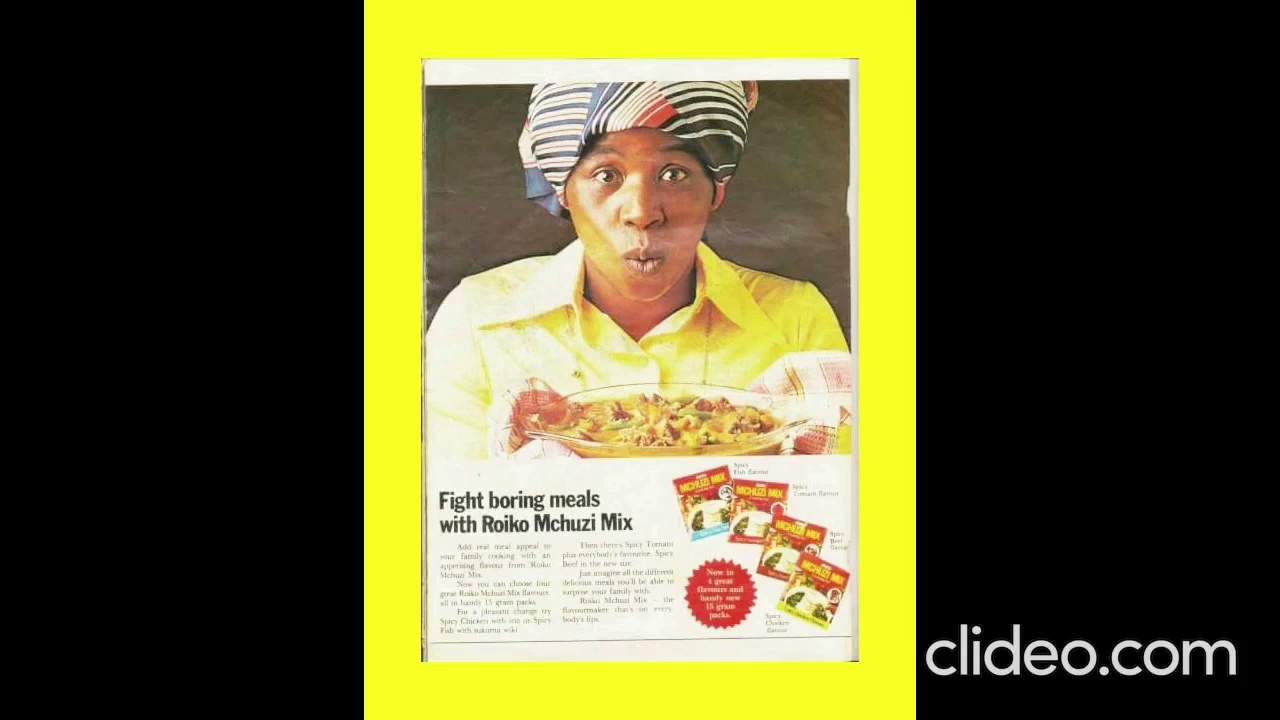 Spicy
Fish flavour
Spicy
Tomato flavour
Spicy
Beef
flavour
Spicy
Chicken
flavour
MCHUZI MIX
MCHUZI MIX
MCHUZI MIX
MCHUZI MIX
Fight boring meals
with Roiko Mchuzi Mix
Add real meal appeal to
your family cooking with an
appetising flavour from Roiko
Mchuzi Mix.
Now you can choose four
great Roiko Mchuzi Mix flavours,
all in handy 15 gram packs.
For a pleasant change try
Spicy Chicken with irio or Spicy
Fish with sukuma wiki.
Then there's Spicy Tomato
plus everybody's favourite, Spicy
Beef in the new size.
Just imagine all the different
delicious meals you'll be able to
surprise your family with.
Roiko Mchuzi Mix – the
flavourmaker that's on every-
body's lips.
Now in
4 great
flavours and
handy new
15 gram
packs.
clideo.com